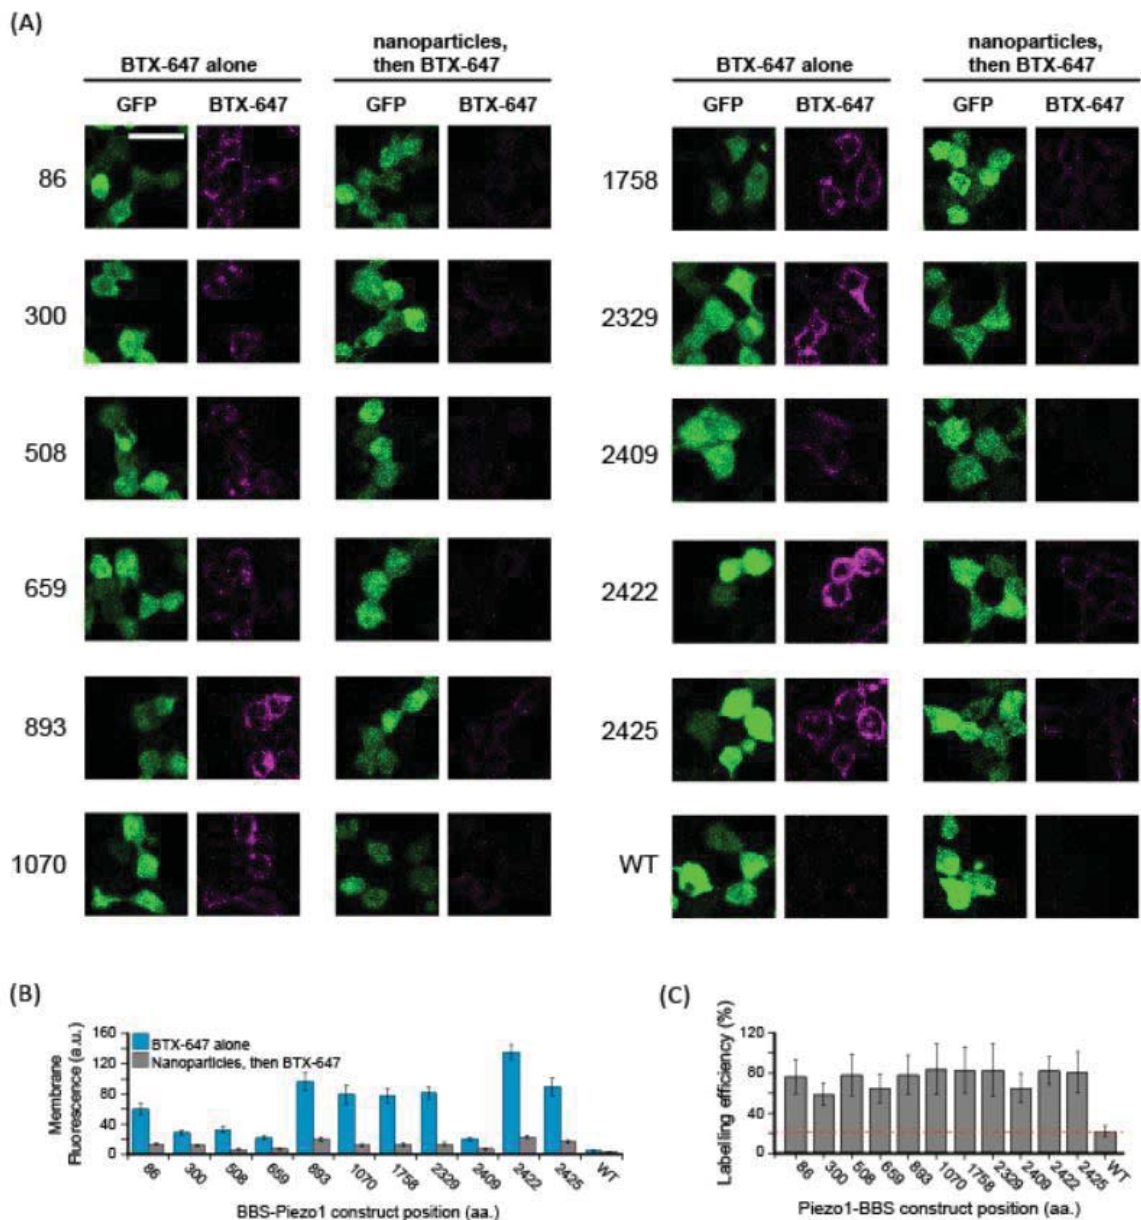 (A)
BTX-647 alone
nanoparticles,
then BTX-647
GFP BTX-647 GFP BTX-647
86
300
508
659
893
1070
BTX-647 alone
nanoparticles,
then BTX-647
GFP BTX-647 GFP BTX-647
1758
2329
2409
2422
2425
WT
(B)
Membrane
Fluorescence (a.u.)
160
120
80
40
0
BTX-647 alone
Nanoparticles, then BTX-647
86 300 508 659 893 1070 1758 2329 2409 2422 2425 WT
BBS-Piezo1 construct position (aa.)
(C)
Labelling efficiency (%)
120
80
40
0
86 300 508 659 893 1070 1758 2329 2409 2422 2425 WT
Piezo1-BBS construct position (aa.)